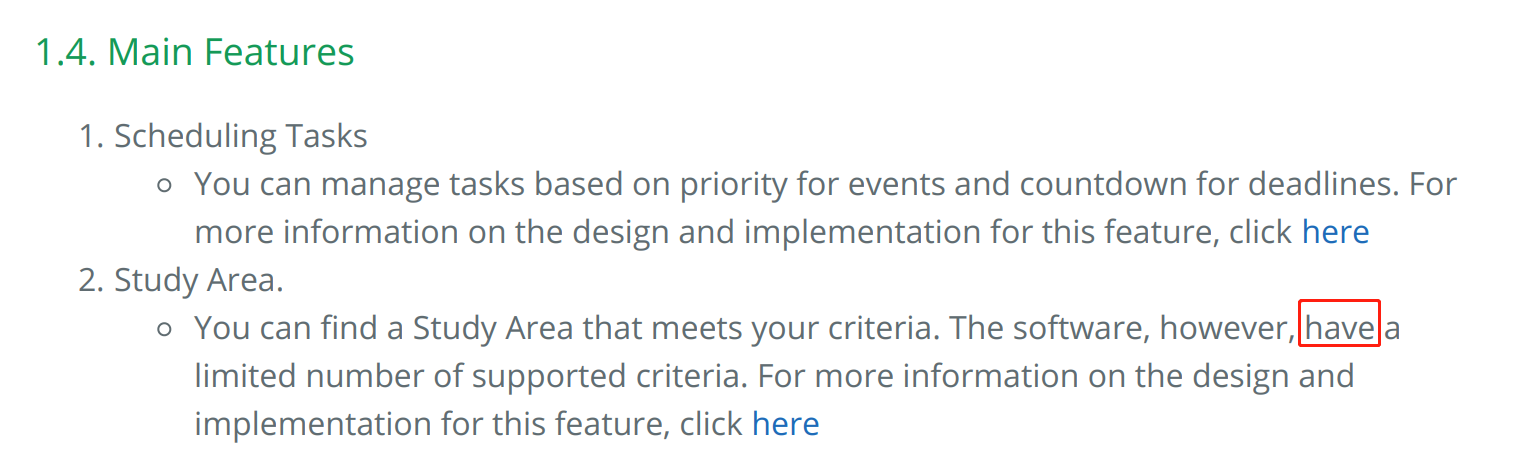 1.4. Main Features
1. Scheduling Tasks
You can manage tasks based on priority for events and countdown for deadlines. For
more information on the design and implementation for this feature, click here
2. Study Area.
You can find a Study Area that meets your criteria. The software, however, have a
limited number of supported criteria. For more information on the design and
implementation for this feature, click here